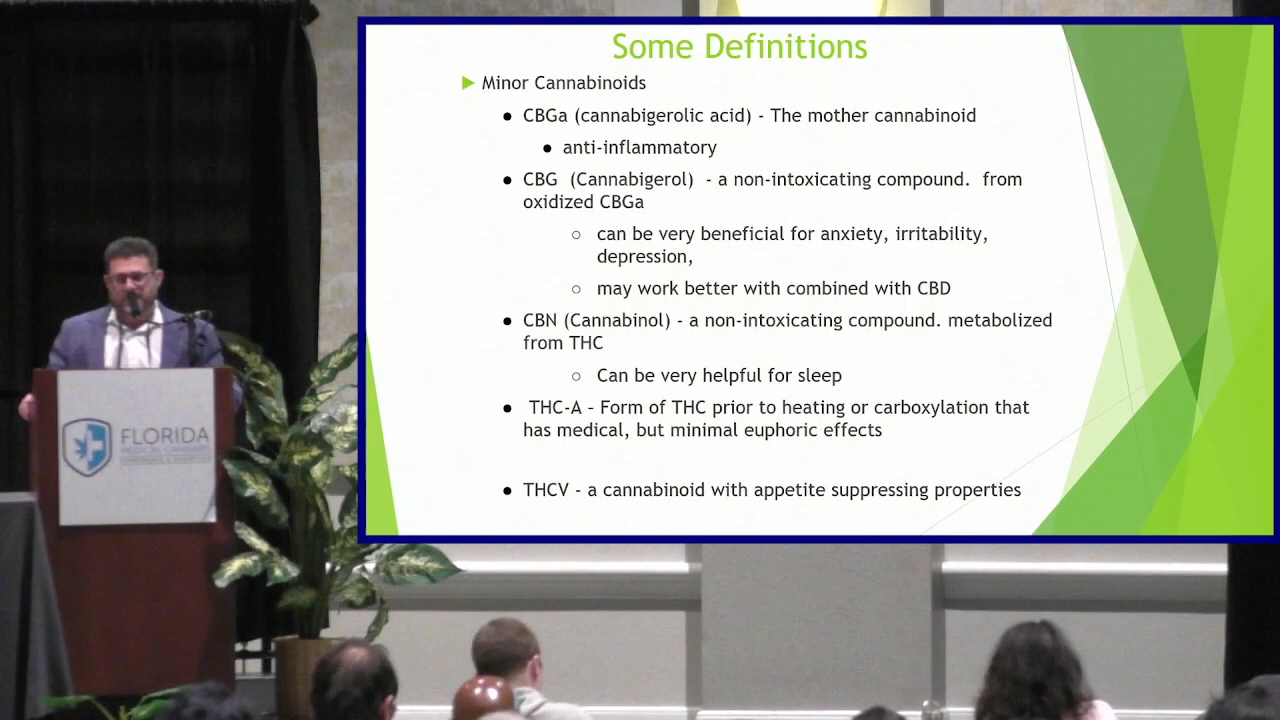 Some Definitions
Minor Cannabinoids
CBGa (cannabigerolic acid) - The mother cannabinoid
anti-inflammatory
CBG (Cannabigerol) - a non-intoxicating compound. from
oxidized CBGa
can be very beneficial for anxiety, irritability,
depression,
may work better with combined with CBD
CBN (Cannabinol) - a non-intoxicating compound. metabolized
from THC
Can be very helpful for sleep
THC-A – Form of THC prior to heating or carboxylation that
has medical, but minimal euphoric effects
THCV - a cannabinoid with appetite suppressing properties
FLORIDA
MEDICAL CANNABIS